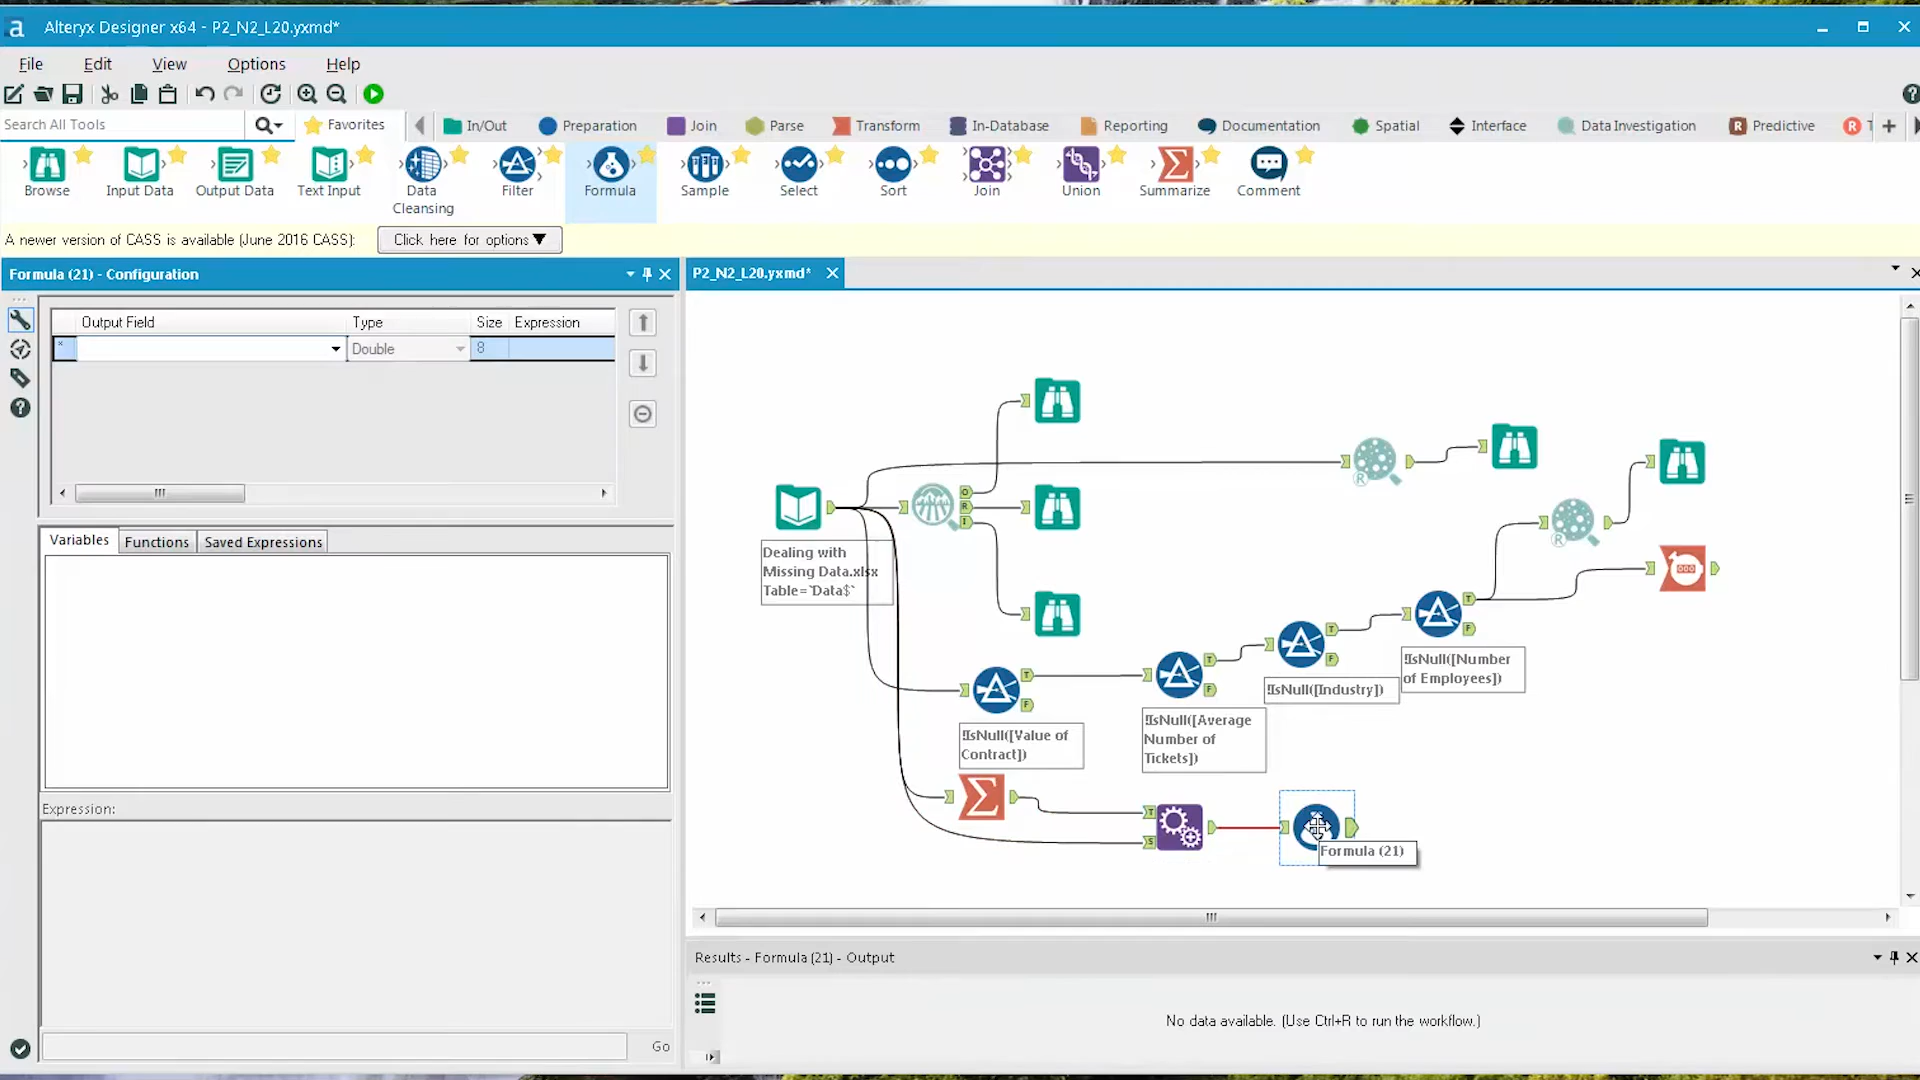 a Alteryx Designer x64 - P2_N2_L20.yxmd*
File Edit View Options Help
Search All Tools Favorites In/Out Preparation Join Parse Transform In-Database Reporting Documentation Spatial Interface Data Investigation R Predictive R T
Browse Input Data Output Data Text Input Data Cleansing Filter Formula Sample Select Sort Join Union Summarize Comment
A newer version of CASS is available (June 2016 CASS): Click here for options
Formula (21) - Configuration
Output Field Type Size Expression
* Double 8
Variables Functions Saved Expressions
Expression:
Go
P2_N2_L20.yxmd*
O
R
I
Dealing with
Missing Data.xlsx
Table=`Data$`
R
R
T
F
!IsNull([Number
of Employees])
T
F
!IsNull([Industry])
T
F
!IsNull([Average
Number of
Tickets])
T
F
!IsNull([Value of
Contract])
T
S
Formula (21)
Results - Formula (21) - Output
No data available. (Use Ctrl+R to run the workflow.)